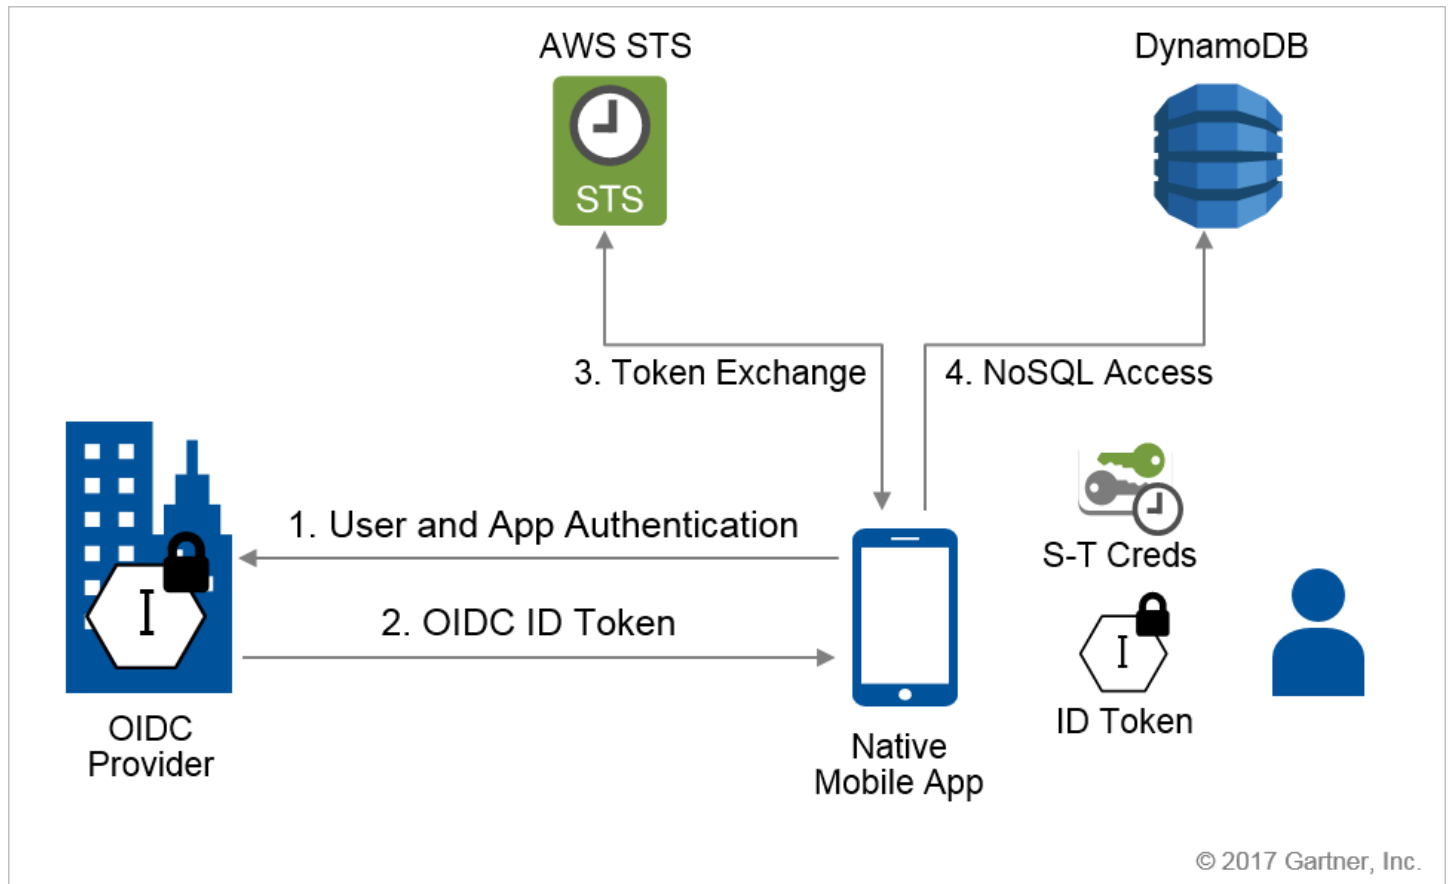 AWS STS
DynamoDB
STS
3. Token Exchange
4. NoSQL Access
1. User and App Authentication
S-T Creds
2. OIDC ID Token
I
I
ID Token
OIDC
Provider
Native
Mobile App
© 2017 Gartner, Inc.